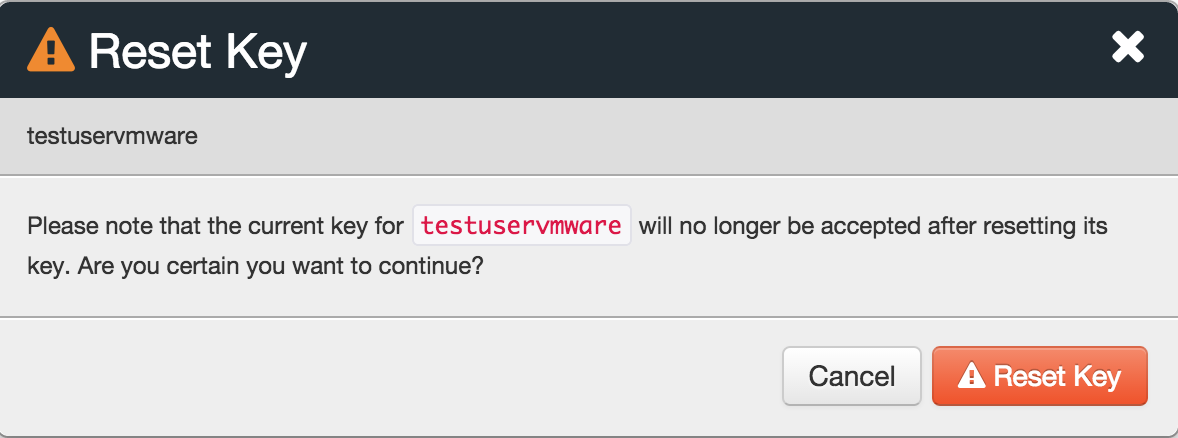 Reset Key
testuservmware
Please note that the current key for testuservmware will no longer be accepted after resetting its
key. Are you certain you want to continue?
Cancel Reset Key